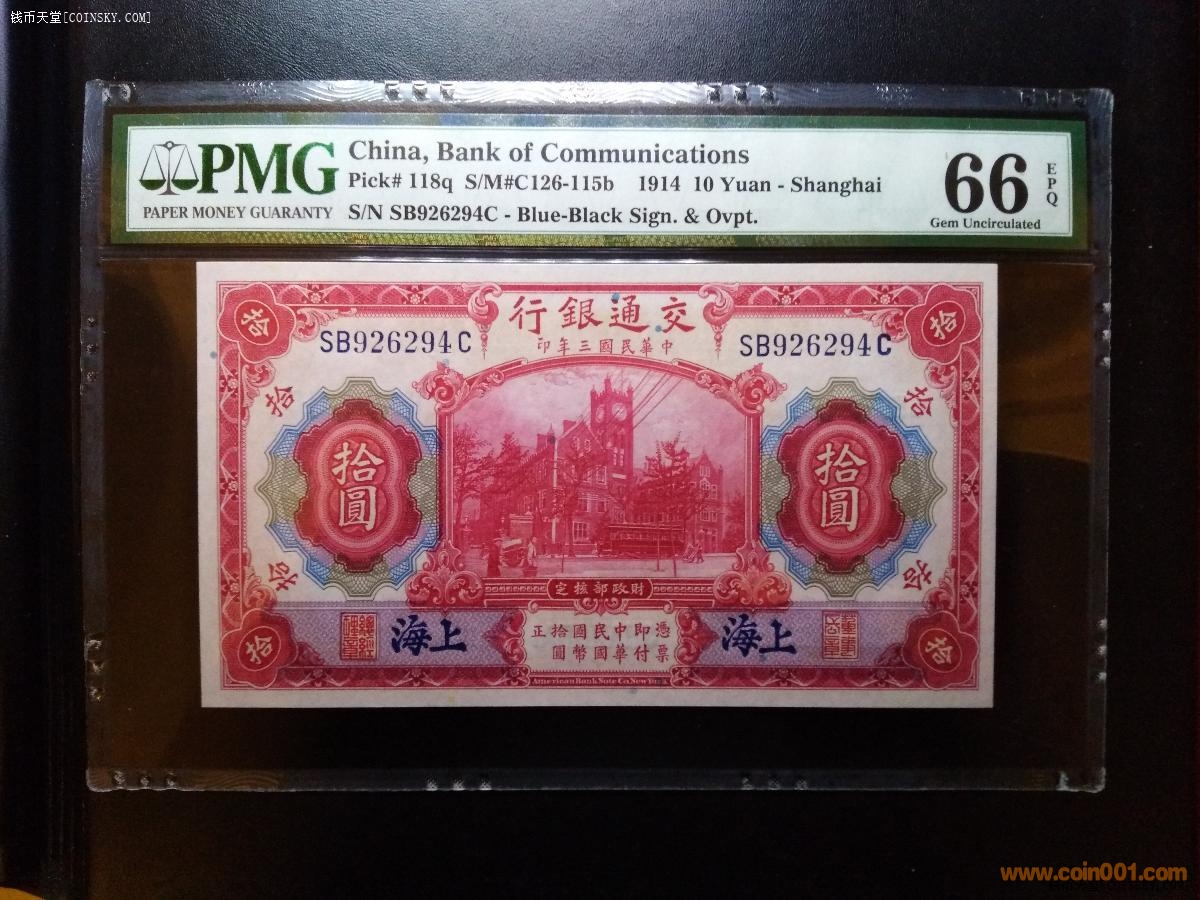 钱币天堂[COINSKY.COM]
PMG
PAPER MONEY GUARANTY
China, Bank of Communications
Pick# 118q S/M#C126-115b 1914 10 Yuan - Shanghai
S/N SB926294C - Blue-Black Sign. & Ovpt.
66
EPQ
Gem Uncirculated
拾
行銀通交
拾
SB926294C
印年三國民華中
SB926294C
拾
拾
拾圓
拾圓
拾
拾
定核部政財
拾
海上
正拾國民中即憑
圓幣國華付票
海上
拾
American Bank Note Co. New York.
www.coin001.com